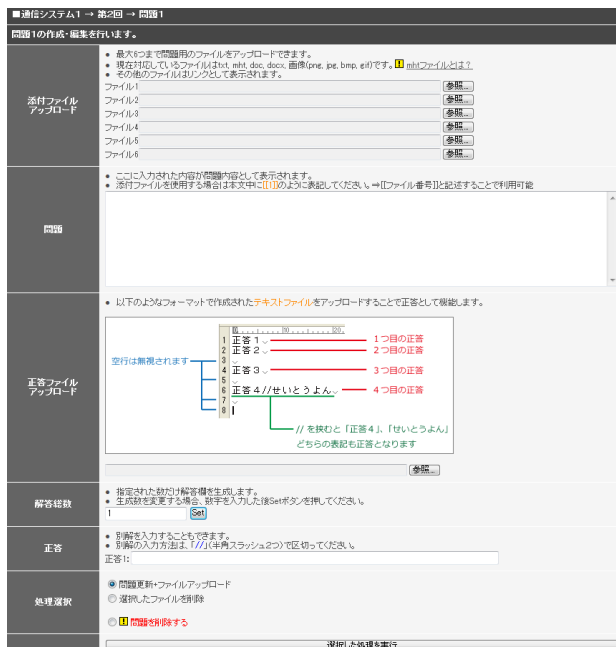 ■通信システム1 → 第2回 → 問題1
問題1の作成・編集を行います。
添付ファイル
アップロード
● 最大6つまで問題用のファイルをアップロードできます。
● 現在対応しているファイルはtxt, mht, doc, docx, 画像(png, jpg, bmp, gif)です。! mhtファイルとは?
● その他のファイルはリンクとして表示されます。
ファイル1 参照...
ファイル2 参照...
ファイル3 参照...
ファイル4 参照...
ファイル5 参照...
ファイル6 参照...
問題
● ここに入力された内容が問題内容として表示されます。
● 添付ファイルを使用する場合は本文中に[[1]]のように表記してください。⇒[[ファイル番号]]と記述することで利用可能
正答ファイル
アップロード
● 以下のようなフォーマットで作成されたテキストファイルをアップロードすることで正答として機能します。
0 10 20
1 正答1 1つ目の正答
2 正答2 2つ目の正答
空行は無視されます 3
4 正答3 3つ目の正答
5
6 正答4//せいとうよん 4つ目の正答
7
8
// を挟むと「正答4」、「せいとうよん」
どちらの表記も正答となります
参照...
解答総数
● 指定された数だけ解答欄を生成します。
● 生成数を変更する場合、数字を入力した後Setボタンを押してください。
1 Set
正答
● 別解を入力することもできます。
● 別解の入力方法は、「//」(半角スラッシュ2つ)で区切ってください。
正答1:
処理選択
問題更新+ファイルアップロード
選択したファイルを削除
! 問題を削除する
選択した処理を実行